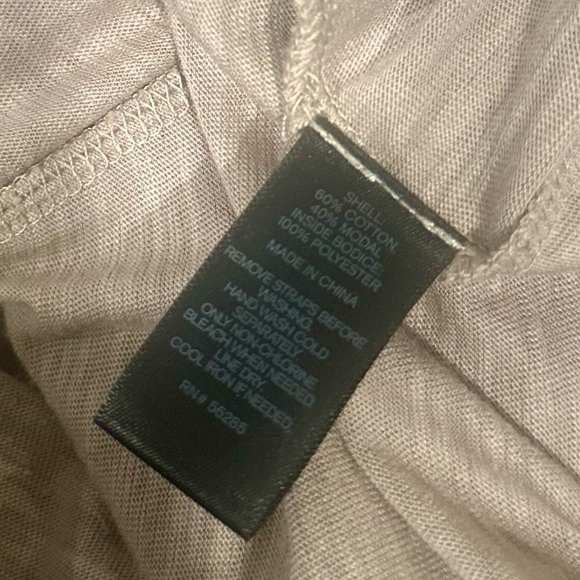 SHELL
60% COTTON
40% MODAL
INSIDE BODICE
100% POLYESTER
MADE IN CHINA
REMOVE STRAPS BEFORE
WASHING.
HAND WASH COLD
SEPARATELY
ONLY NON-CHLORINE
BLEACH WHEN NEEDED
LINE DRY.
COOL IRON IF NEEDED.
RN# 55285